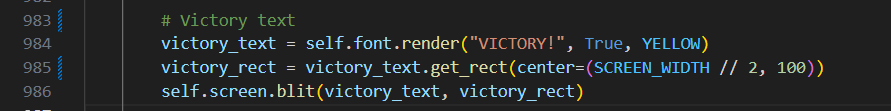 983 # Victory text
984 victory_text = self.font.render("VICTORY!", True, YELLOW)
985 victory_rect = victory_text.get_rect(center=(SCREEN_WIDTH // 2, 100))
986 self.screen.blit(victory_text, victory_rect)